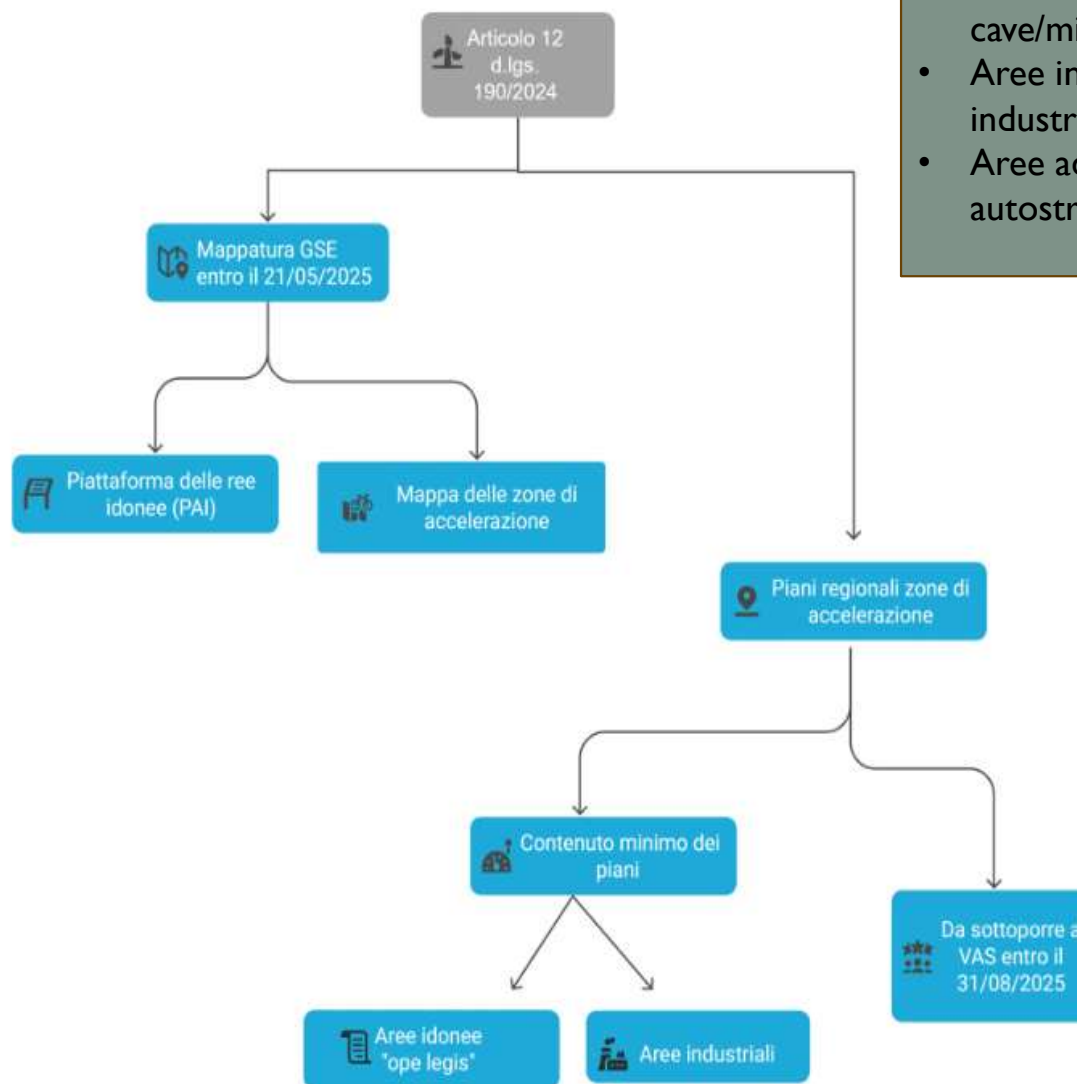 Articolo 12
d.lgs.
190/2024
cave/mi
• Aree in
industr
• Aree ad
autostr
Mappatura GSE
entro il 21/05/2025
Piattaforma delle ree
idonee (PAI)
Mappa delle zone di
accelerazione
Piani regionali zone di
accelerazione
Contenuto minimo dei
piani
Da sottoporre a
VAS entro il
31/08/2025
Aree idonee
"ope legis"
Aree industriali